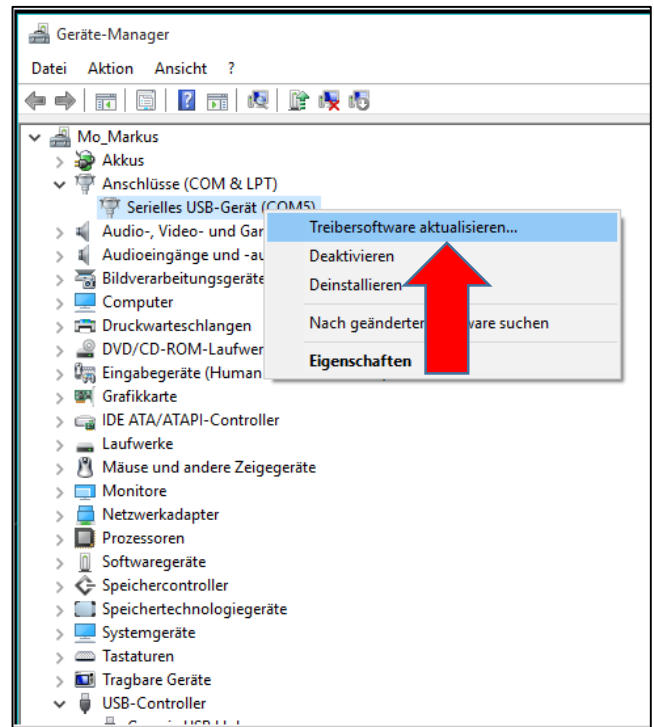 Geräte-Manager
Datei Aktion Ansicht ?
Mo_Markus
Akkus
Anschlüsse (COM & LPT)
Serielles USB-Gerät (COM5)
Treibersoftware aktualisieren...
Deaktivieren
Deinstallieren
Nach geänderter
suchen
Eigenschaften
Audio-, Video- und Gar
Audioeingänge und -au
Bildverarbeitungsgeräte
Computer
Druckwarteschlangen
DVD/CD-ROM-Laufwer
Eingabegeräte (Human
Grafikkarte
IDE ATA/ATAPI-Controller
Laufwerke
Mäuse und andere Zeigegeräte
Monitore
Netzwerkadapter
Prozessoren
Softwaregeräte
Speichercontroller
Speichertechnologiegeräte
Systemgeräte
Tastaturen
Tragbare Geräte
USB-Controller